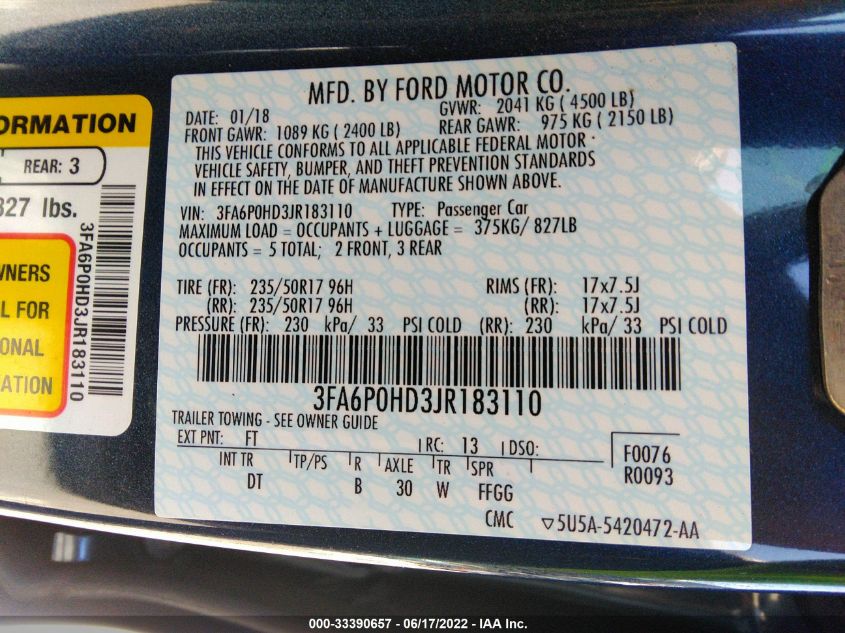 ORMATION
REAR: 3
827 lbs.
WNERS
L FOR
ONAL
ATION
3FA6P0HD3JR183110
MFD. BY FORD MOTOR CO.
DATE: 01/18 GVWR: 2041 KG ( 4500 LB)
FRONT GAWR: 1089 KG ( 2400 LB) REAR GAWR: 975 KG ( 2150 LB)
THIS VEHICLE CONFORMS TO ALL APPLICABLE FEDERAL MOTOR
VEHICLE SAFETY, BUMPER, AND THEFT PREVENTION STANDARDS
IN EFFECT ON THE DATE OF MANUFACTURE SHOWN ABOVE.
VIN: 3FA6P0HD3JR183110 TYPE: Passenger Car
MAXIMUM LOAD = OCCUPANTS + LUGGAGE = 375KG/ 827LB
OCCUPANTS = 5 TOTAL; 2 FRONT, 3 REAR
TIRE (FR): 235/50R17 96H RIMS (FR): 17x7.5J
(RR): 235/50R17 96H (RR): 17x7.5J
PRESSURE (FR): 230 kPa/ 33 PSI COLD (RR): 230 kPa/ 33 PSI COLD
3FA6P0HD3JR183110
TRAILER TOWING - SEE OWNER GUIDE
EXT PNT: FT RC: 13 DSO: F0076
INT TR TP/PS R AXLE TR SPR R0093
DT B 30 W FFGG
CMC ▽5U5A-5420472-AA
000-33390657 - 06/17/2022 - IAA Inc.